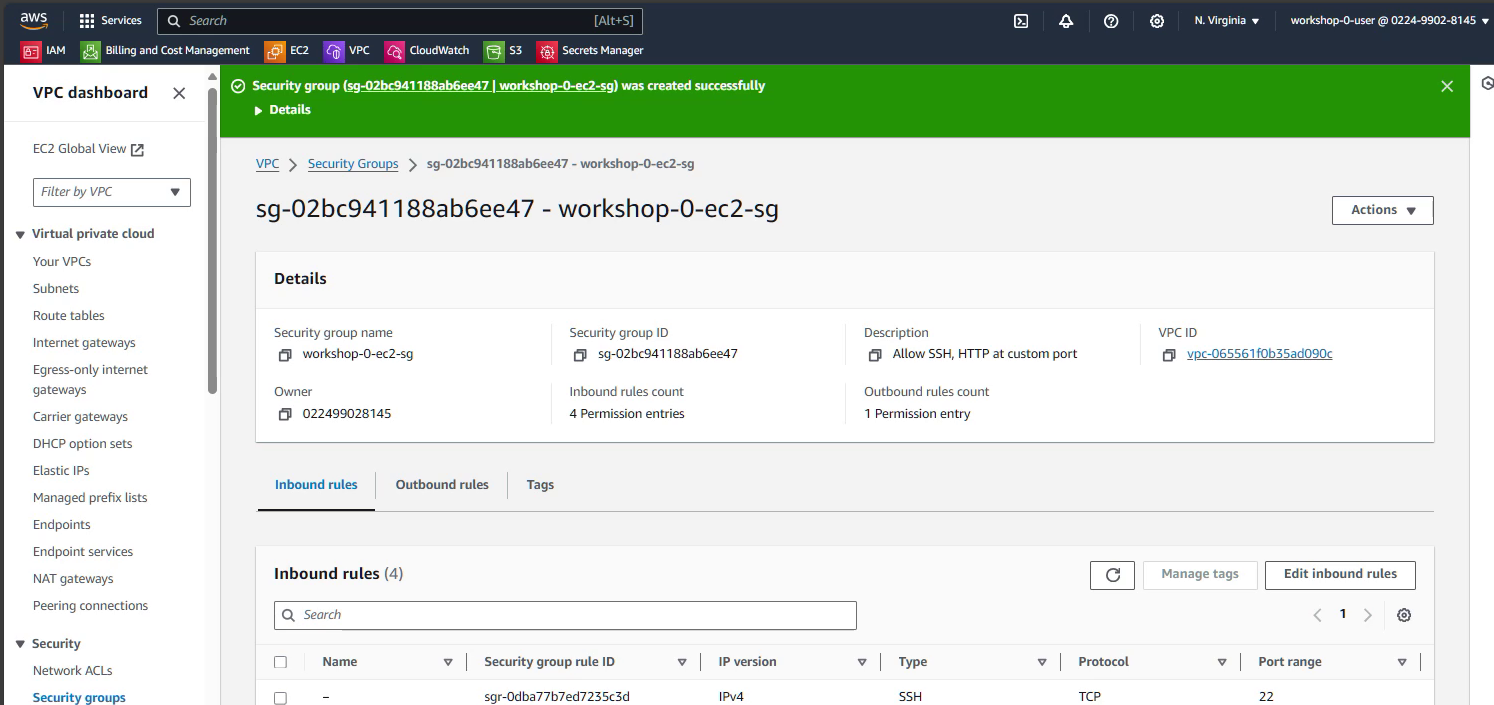 aws
Services
Search [Alt+S]
N. Virginia
workshop-0-user @ 0224-9902-8145
IAM
Billing and Cost Management
EC2
VPC
CloudWatch
S3
Secrets Manager
VPC dashboard
EC2 Global View
Filter by VPC
Virtual private cloud
Your VPCs
Subnets
Route tables
Internet gateways
Egress-only internet
gateways
Carrier gateways
DHCP option sets
Elastic IPs
Managed prefix lists
Endpoints
Endpoint services
NAT gateways
Peering connections
Security
Network ACLs
Security groups
Security group (sg-02bc941188ab6ee47 | workshop-0-ec2-sg) was created successfully
Details
VPC
Security Groups
sg-02bc941188ab6ee47 - workshop-0-ec2-sg
sg-02bc941188ab6ee47 - workshop-0-ec2-sg
Actions
Details
Security group name
workshop-0-ec2-sg
Security group ID
sg-02bc941188ab6ee47
Description
Allow SSH, HTTP at custom port
VPC ID
vpc-065561f0b35ad090c
Owner
022499028145
Inbound rules count
4 Permission entries
Outbound rules count
1 Permission entry
Inbound rules
Outbound rules
Tags
Inbound rules (4)
Manage tags
Edit inbound rules
Search
1
Name Security group rule ID IP version Type Protocol Port range
– sgr-0dba77b7ed7235c3d IPv4 SSH TCP 22